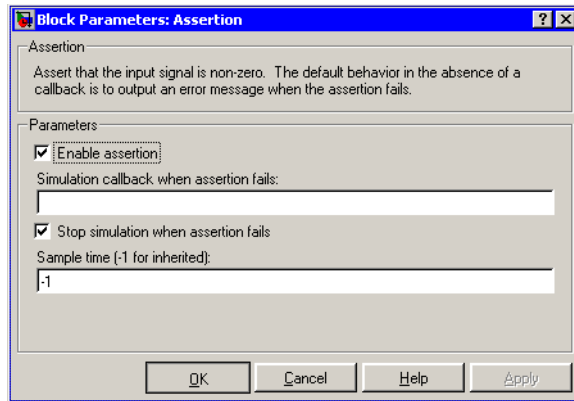 Block Parameters: Assertion
Assertion
Assert that the input signal is non-zero. The default behavior in the absence of a
callback is to output an error message when the assertion fails.
Parameters
Enable assertion
Simulation callback when assertion fails:
Stop simulation when assertion fails
Sample time (-1 for inherited):
-1
OK Cancel Help Apply